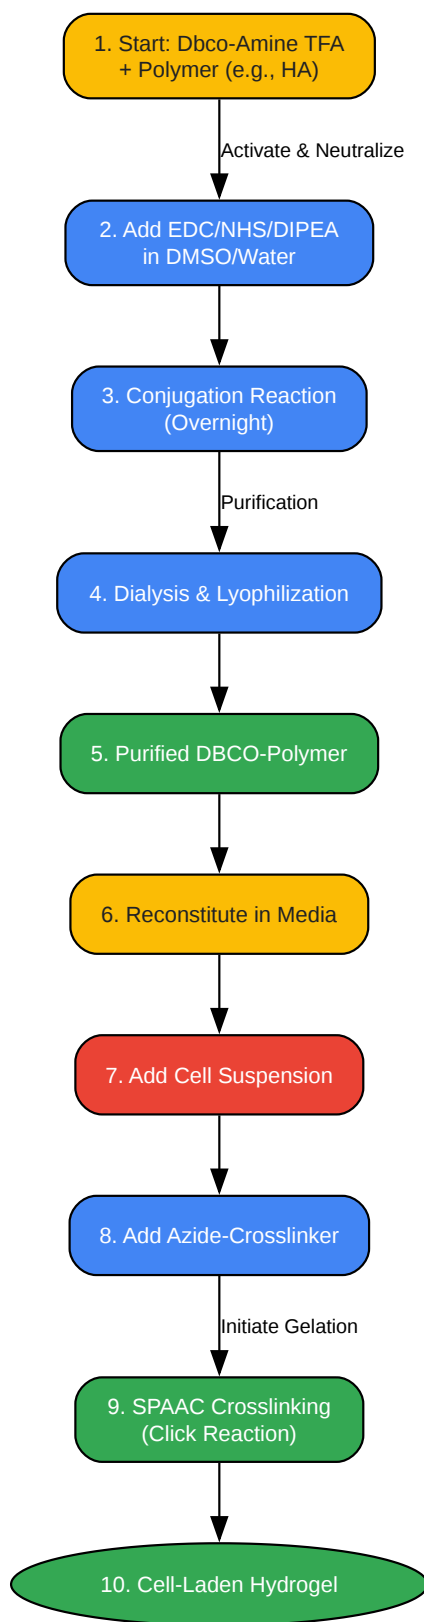 1. Start: Dbco-Amine TFA
+ Polymer (e.g., HA)
Activate & Neutralize
2. Add EDC/NHS/DIPEA
in DMSO/Water
3. Conjugation Reaction
(Overnight)
Purification
4. Dialysis & Lyophilization
5. Purified DBCO-Polymer
6. Reconstitute in Media
7. Add Cell Suspension
8. Add Azide-Crosslinker
Initiate Gelation
9. SPAAC Crosslinking
(Click Reaction)
10. Cell-Laden Hydrogel